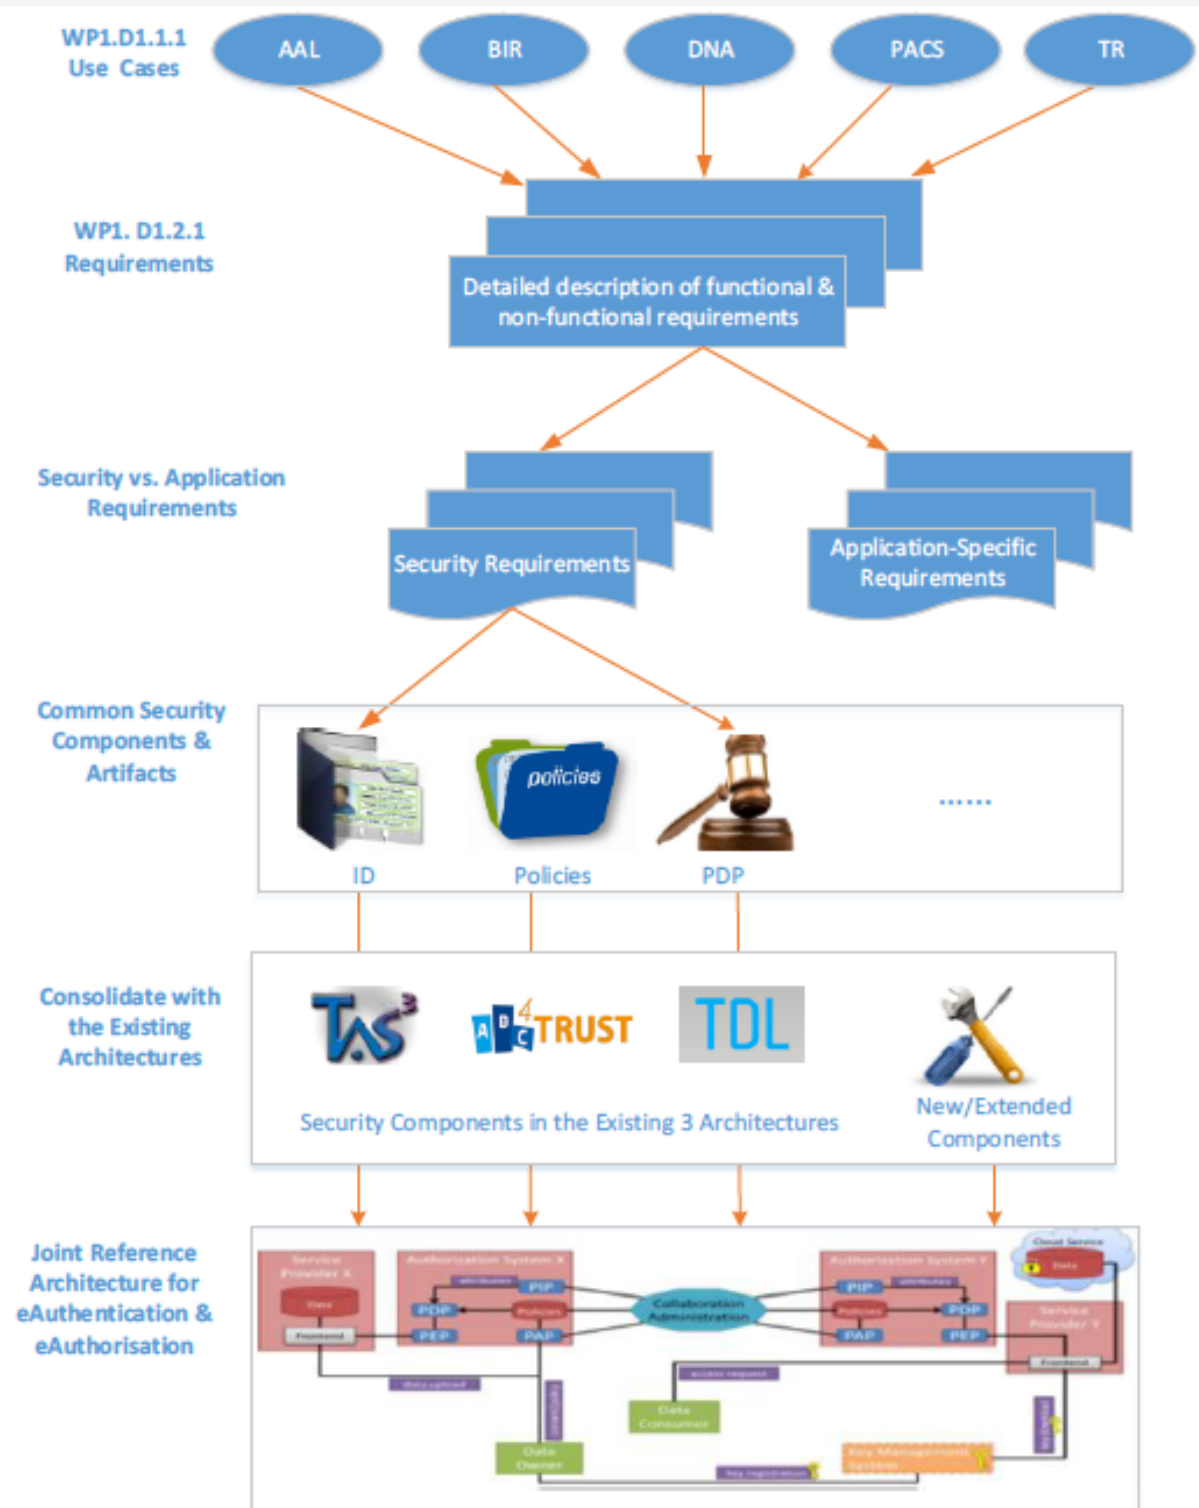 WP1.D1.1.1
Use Cases
AAL
BIR
DNA
PACS
TR
WP1. D1.2.1
Requirements
Detailed description of functional &
non-functional requirements
Security vs. Application
Requirements
Security Requirements
Application-Specific
Requirements
Common Security
Components &
Artifacts
policies
ID
Policies
PDP
......
Consolidate with
the Existing
Architectures
TAS3
ABC4TRUST
TDL
Security Components in the Existing 3 Architectures
New/Extended
Components
Joint Reference
Architecture for
eAuthentication &
eAuthorisation
Service
Provider X
Data
Frontend
Authorization System X
attributes
PIP
PDP
Policies
PEP
PAP
Collaboration
Administration
Authorization System Y
PIP
attributes
Policies
PDP
PAP
PEP
Cloud Service
Data
Service
Provider Y
Frontend
data upload
access request
Data
Consumer
Data
Owner
Key Management
System
key registration